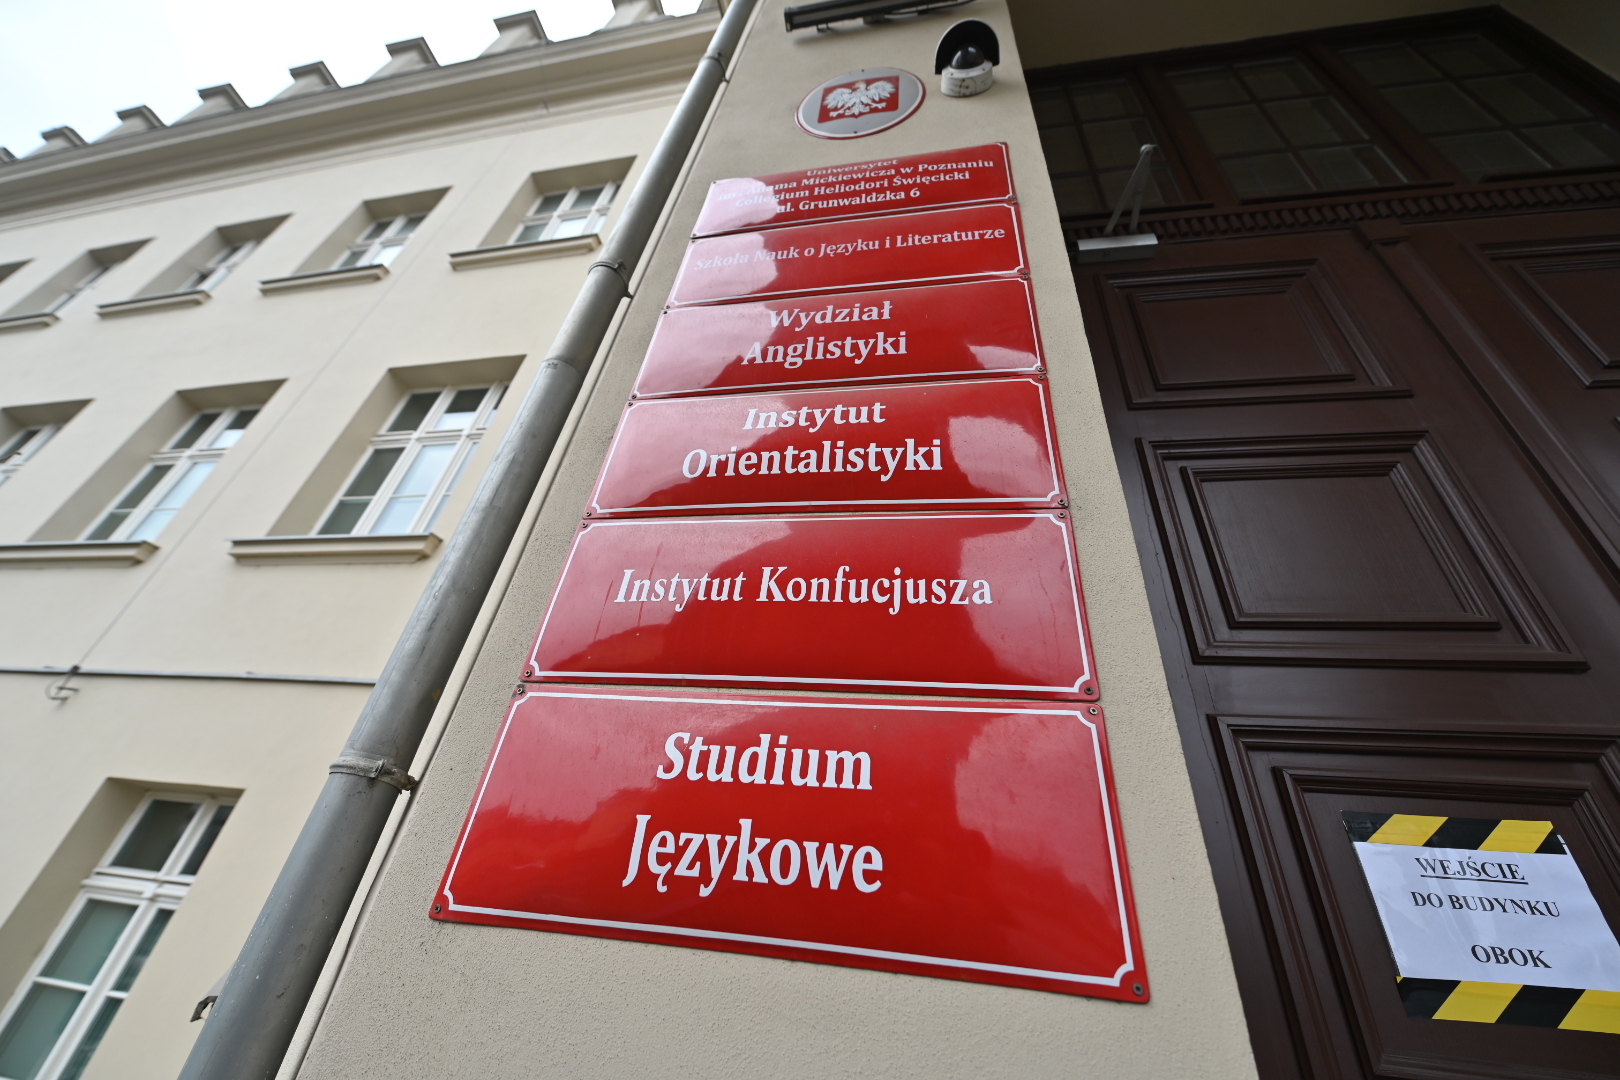 Uniwersytet
im. Adama Mickiewicza w Poznaniu
Collegium Heliodori Święcicki
ul. Grunwaldzka 6
Szkoła Nauk o Języku i Literaturze
Wydział
Anglistyki
Instytut
Orientalistyki
Instytut Konfucjusza
Studium
Językowe
WEJŚCIE
DO BUDYNKU
OBOK